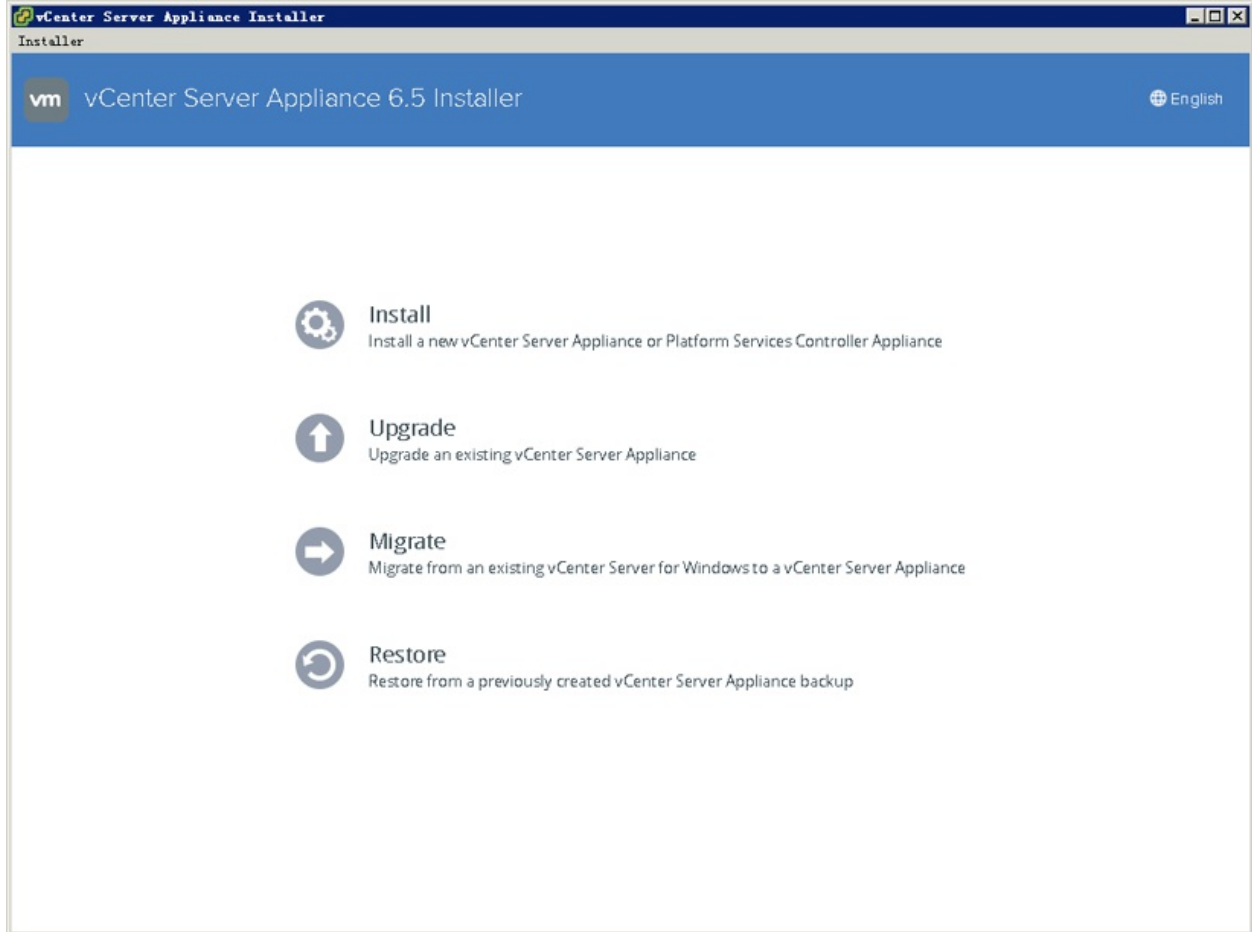 vCenter Server Appliance Installer
Installer
vm vCenter Server Appliance 6.5 Installer English
Install
Install a new vCenter Server Appliance or Platform Services Controller Appliance
Upgrade
Upgrade an existing vCenter Server Appliance
Migrate
Migrate from an existing vCenter Server for Windows to a vCenter Server Appliance
Restore
Restore from a previously created vCenter Server Appliance backup